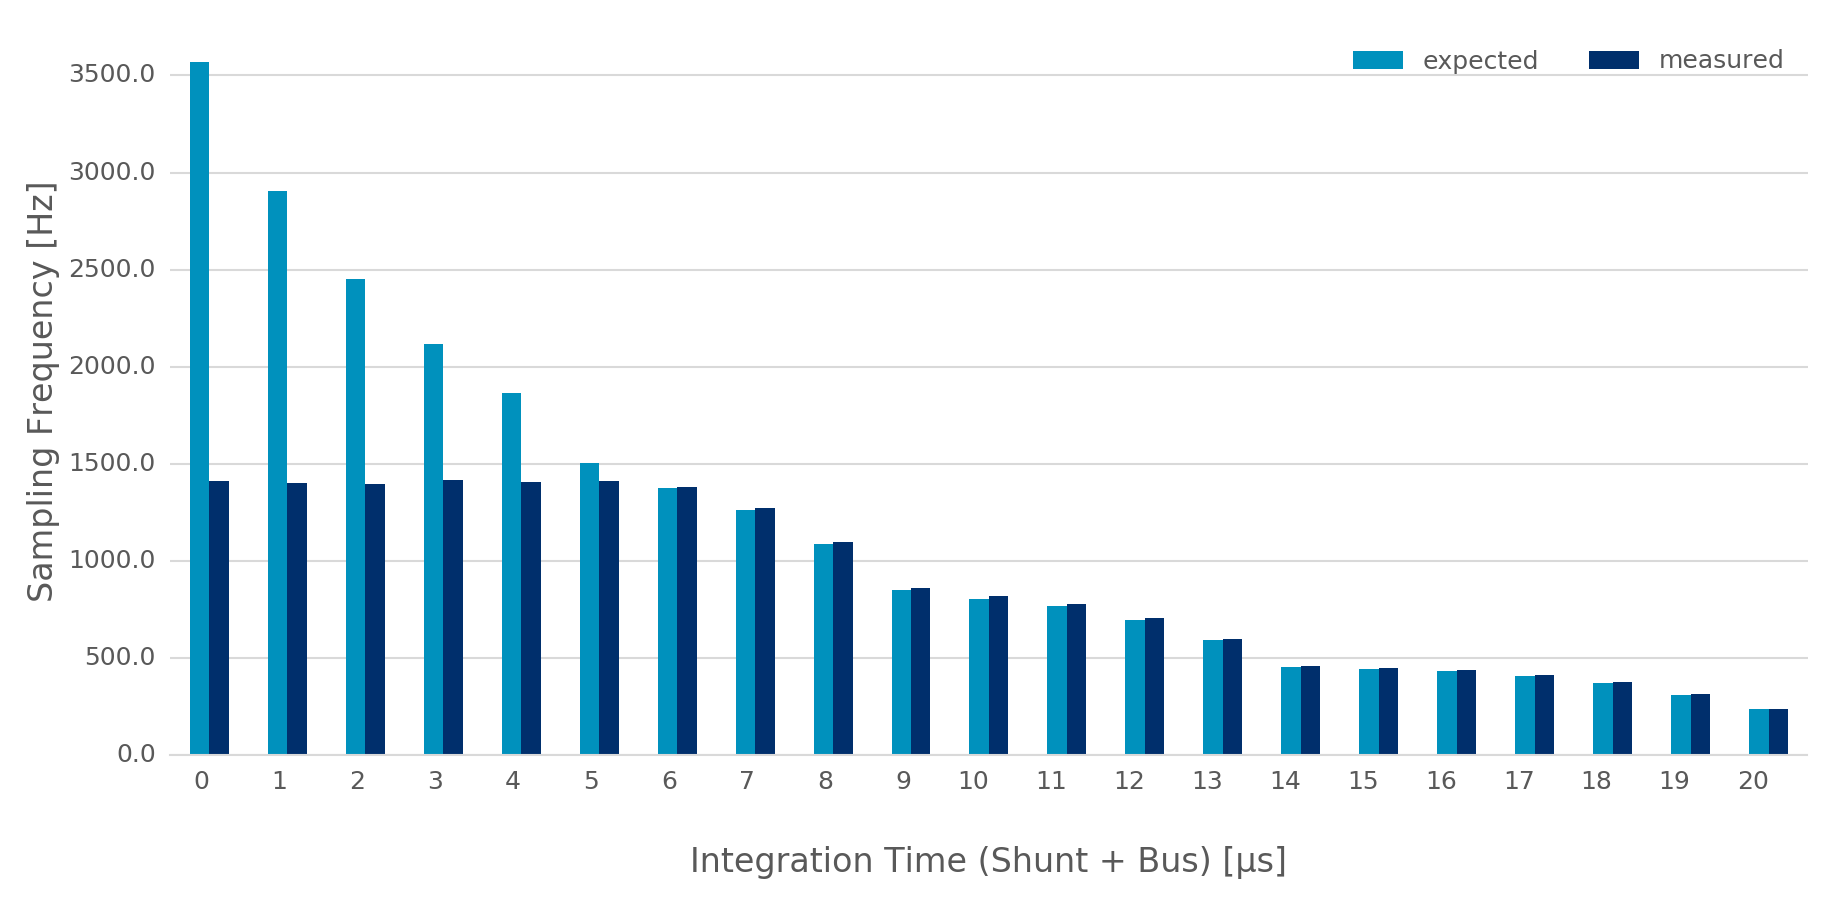 expected measured
3500.0
3000.0
2500.0
2000.0
1500.0
1000.0
500.0
0.0
Sampling Frequency [Hz]
0 1 2 3 4 5 6 7 8 9 10 11 12 13 14 15 16 17 18 19 20
Integration Time (Shunt + Bus) [µs]